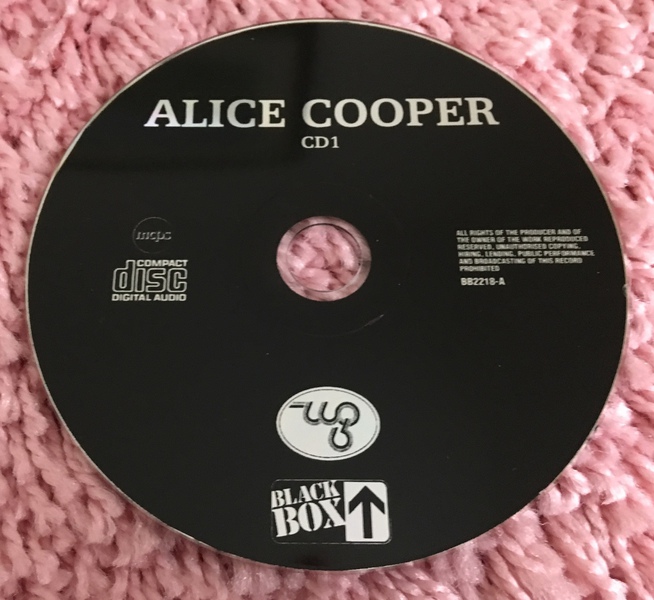 ALICE COOPER
CD1
mcps
COMPACT
disc
DIGITAL AUDIO
ALL RIGHTS OF THE PRODUCER AND OF
THE OWNER OF THE WORK REPRODUCED
RESERVED. UNAUTHORISED COPYING,
HIRING, LENDING, PUBLIC PERFORMANCE
AND BROADCASTING OF THIS RECORD
PROHIBITED
BB221B-A
BLACK
BOX